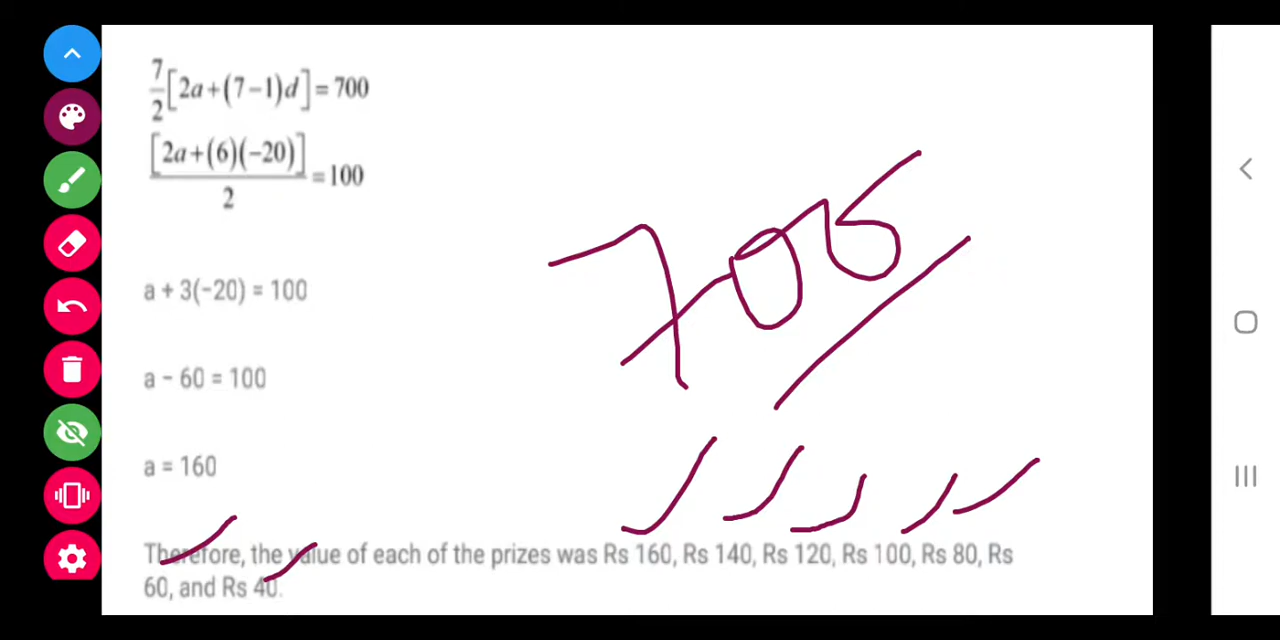 7/2[2a+(7−1)d]=700
[2a+(6)(−20)]/2=100
a + 3(−20) = 100
a − 60 = 100
a = 160
Therefore, the value of each of the prizes was Rs 160, Rs 140, Rs 120, Rs 100, Rs 80, Rs
60, and Rs 40.